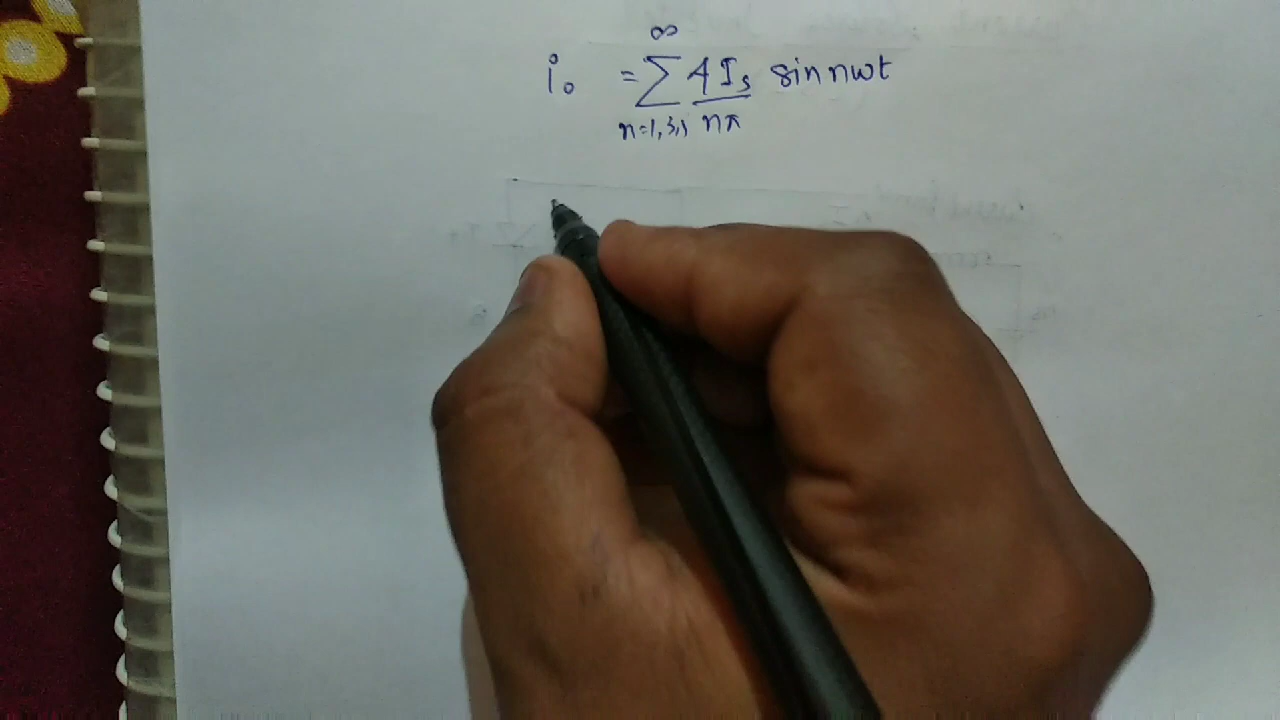 ∞
i₀ = Σ 4Is sin nωt
n=1,3,5 nπ